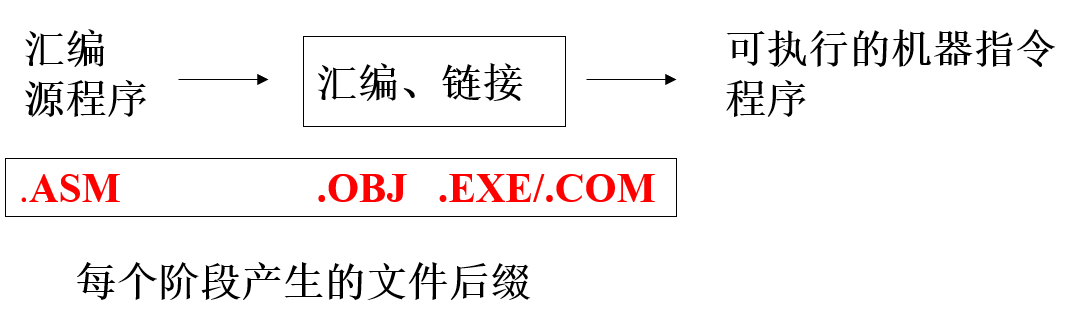 汇编
源程序
汇编、链接
可执行的机器指令
程序
.ASM .OBJ .EXE/.COM
每个阶段产生的文件后缀